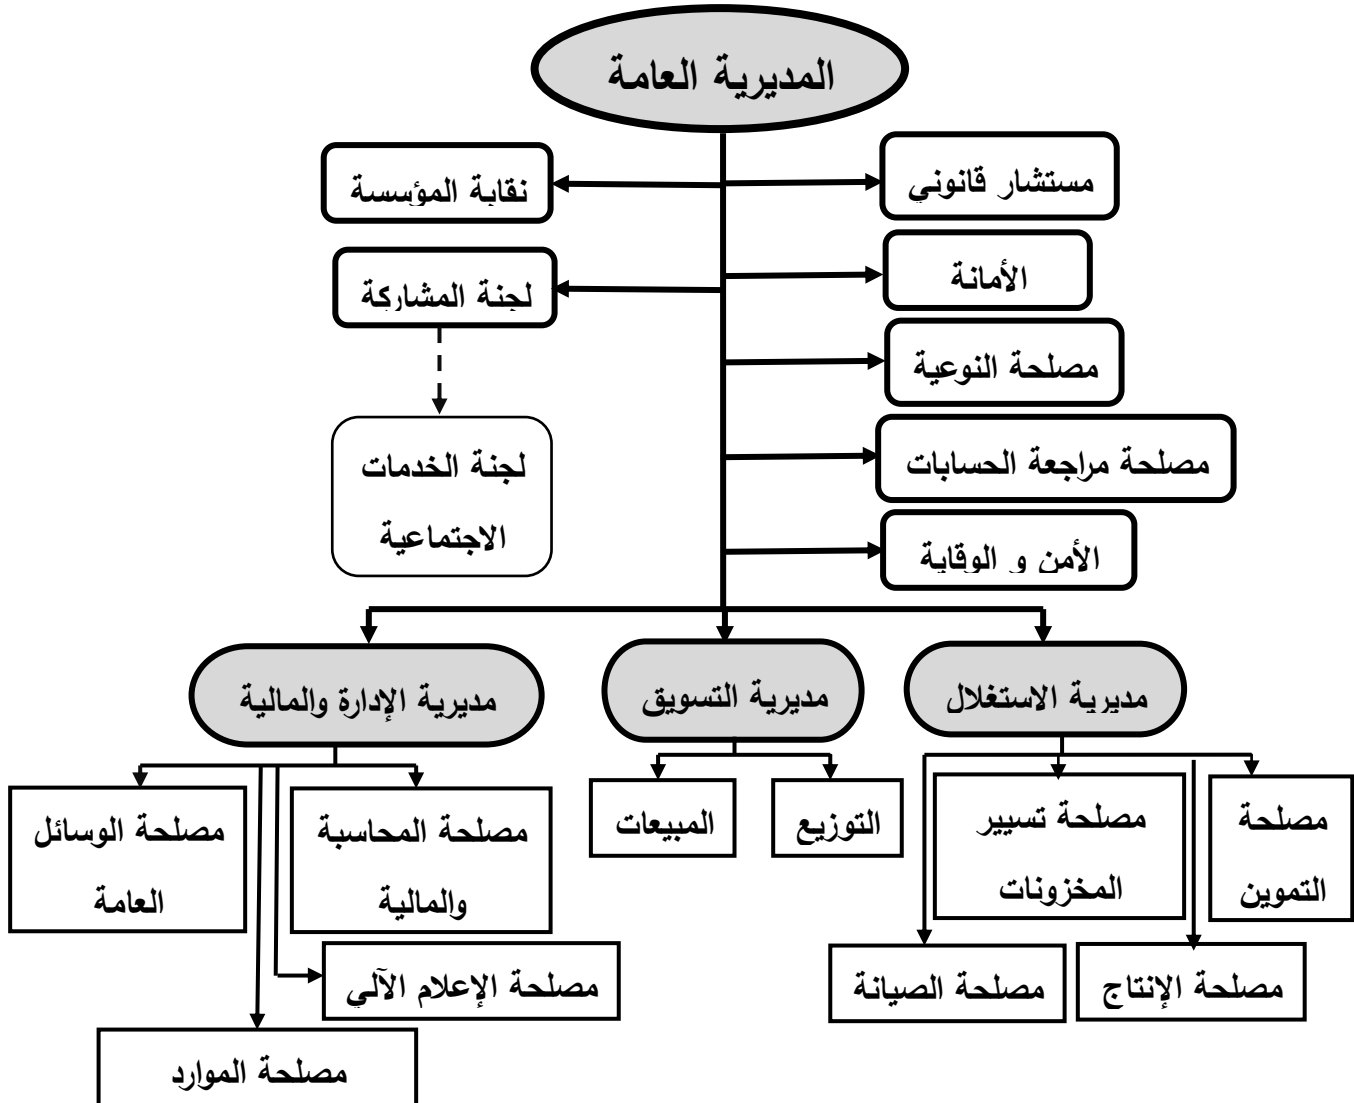 المديرية العامة
مستشار قانوني
نقابة المؤسسة
الأمانة
لجنة المشاركة
مصلحة النوعية
مصلحة مراجعة الحسابات
لجنة الخدمات
الاجتماعية
الأمن و الوقاية
مديرية الاستغلال
مديرية التسويق
مديرية الإدارة والمالية
مصلحة
التموين
مصلحة تسيير
المخزونات
التوزيع
المبيعات
مصلحة المحاسبة
والمالية
مصلحة الوسائل
العامة
مصلحة الإنتاج
مصلحة الصيانة
مصلحة الإعلام الآلي
مصلحة الموارد